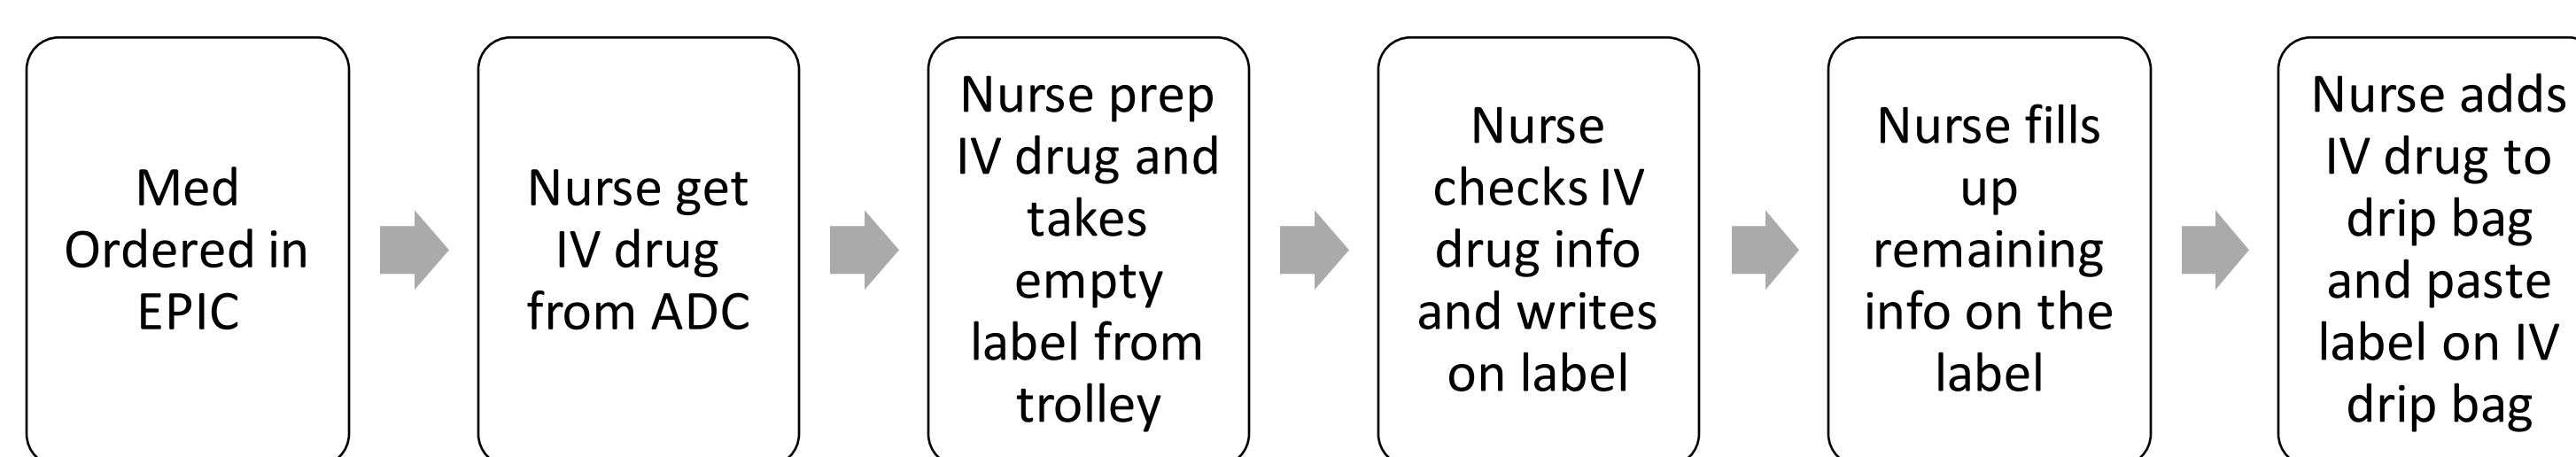 Med
Ordered in
EPIC
Nurse get
IV drug
from ADC
Nurse prep
IV drug and
takes
empty
label from
trolley
Nurse
checks IV
drug info
and writes
on label
Nurse fills
up
remaining
info on the
label
Nurse adds
IV drug to
drip bag
and paste
label on IV
drip bag